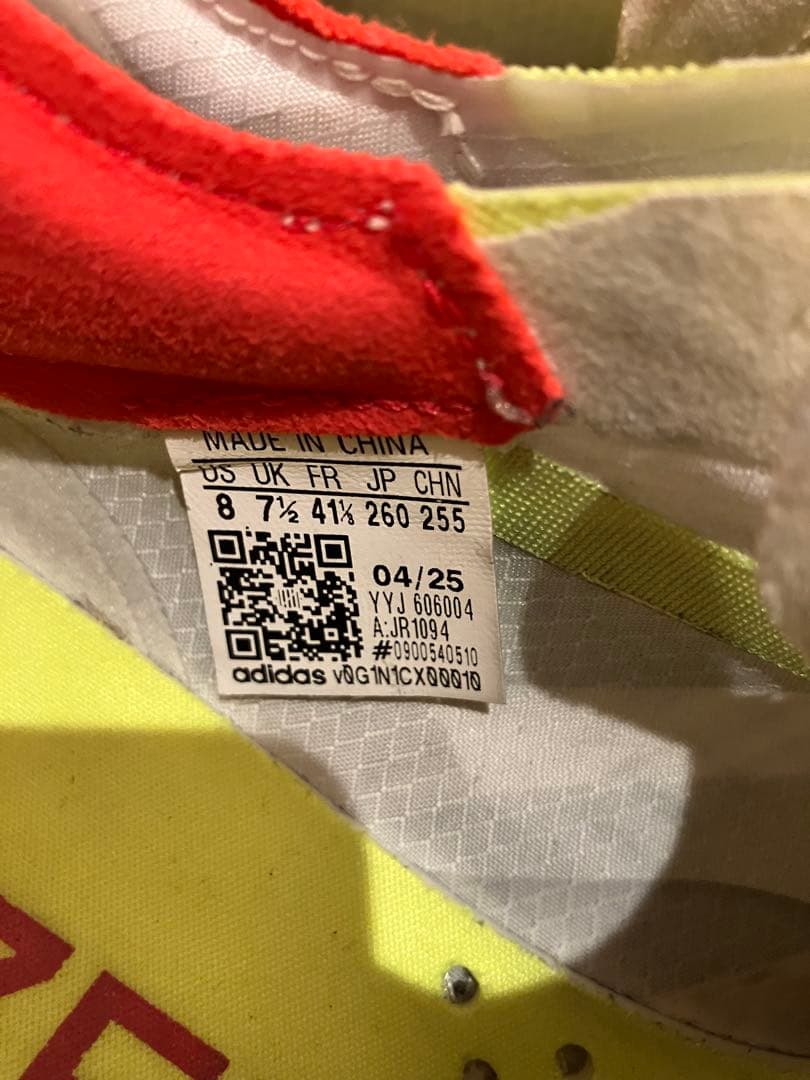 MADE IN CHINA
US UK FR JP CHN
8 7½ 41⅓ 260 255
04/25
YYJ 606004
A:JR1094
#0900540510
adidas v0G1N1CX00010